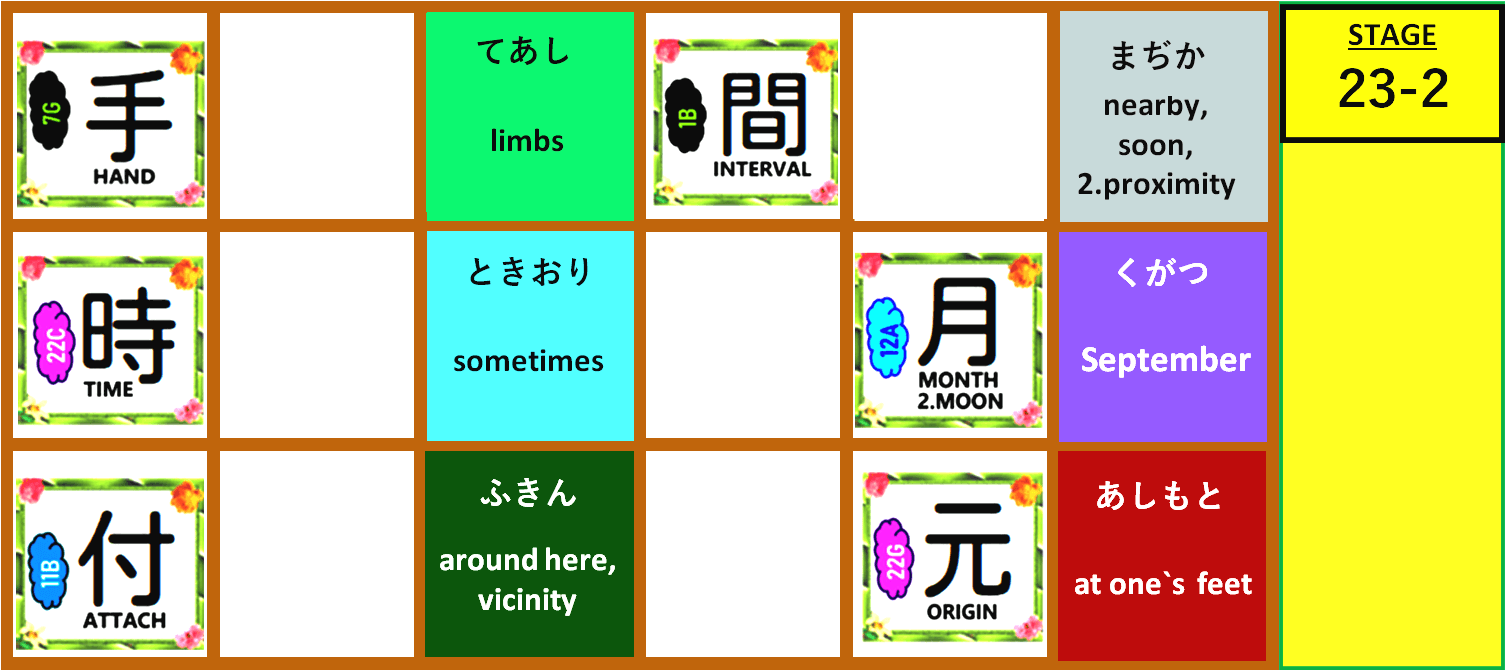 7G
手
HAND
てあし
limbs
1B
間
INTERVAL
まぢか
nearby,
soon,
2.proximity
STAGE
23-2
22C
時
TIME
ときおり
sometimes
12A
月
MONTH
2.MOON
くがつ
September
11B
付
ATTACH
ふきん
around here,
vicinity
22G
元
ORIGIN
あしもと
at one`s feet